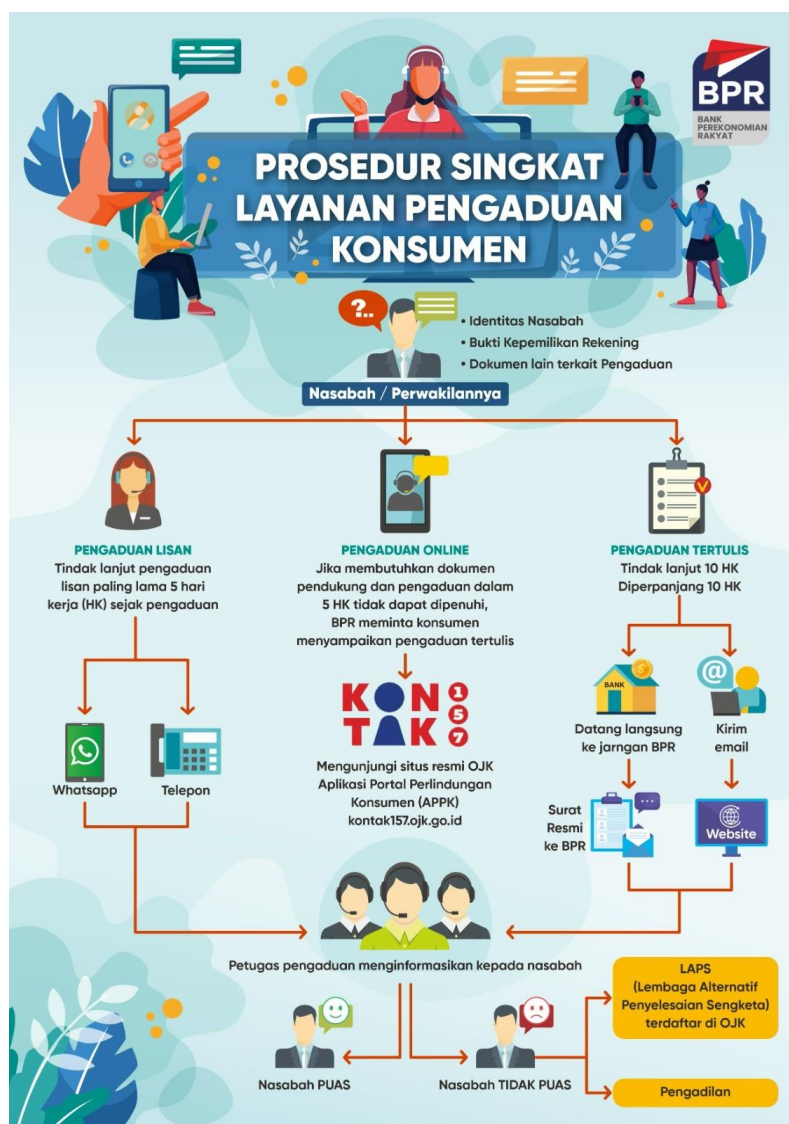 BPR
BANK
PEREKONOMIAN
RAKYAT
PROSEDUR SINGKAT
LAYANAN PENGADUAN
KONSUMEN
?..
• Identitas Nasabah
• Bukti Kepemilikan Rekening
• Dokumen lain terkait Pengaduan
Nasabah / Perwakilannya
PENGADUAN LISAN
Tindak lanjut pengaduan
lisan paling lama 5 hari
kerja (HK) sejak pengaduan
Whatsapp
Telepon
PENGADUAN ONLINE
Jika membutuhkan dokumen
pendukung dan pengaduan dalam
5 HK tidak dapat dipenuhi,
BPR meminta konsumen
menyampaikan pengaduan tertulis
KONTAK 157
Mengunjungi situs resmi OJK
Aplikasi Portal Perlindungan
Konsumen (APPK)
kontak157.ojk.go.id
PENGADUAN TERTULIS
Tindak lanjut 10 HK
Diperpanjang 10 HK
BANK
@
Datang langsung
ke jarngan BPR
Kirim
email
Surat
Resmi
ke BPR
Website
Petugas pengaduan menginformasikan kepada nasabah
Nasabah PUAS
Nasabah TIDAK PUAS
LAPS
(Lembaga Alternatif
Penyelesaian Sengketa)
terdaftar di OJK
Pengadilan